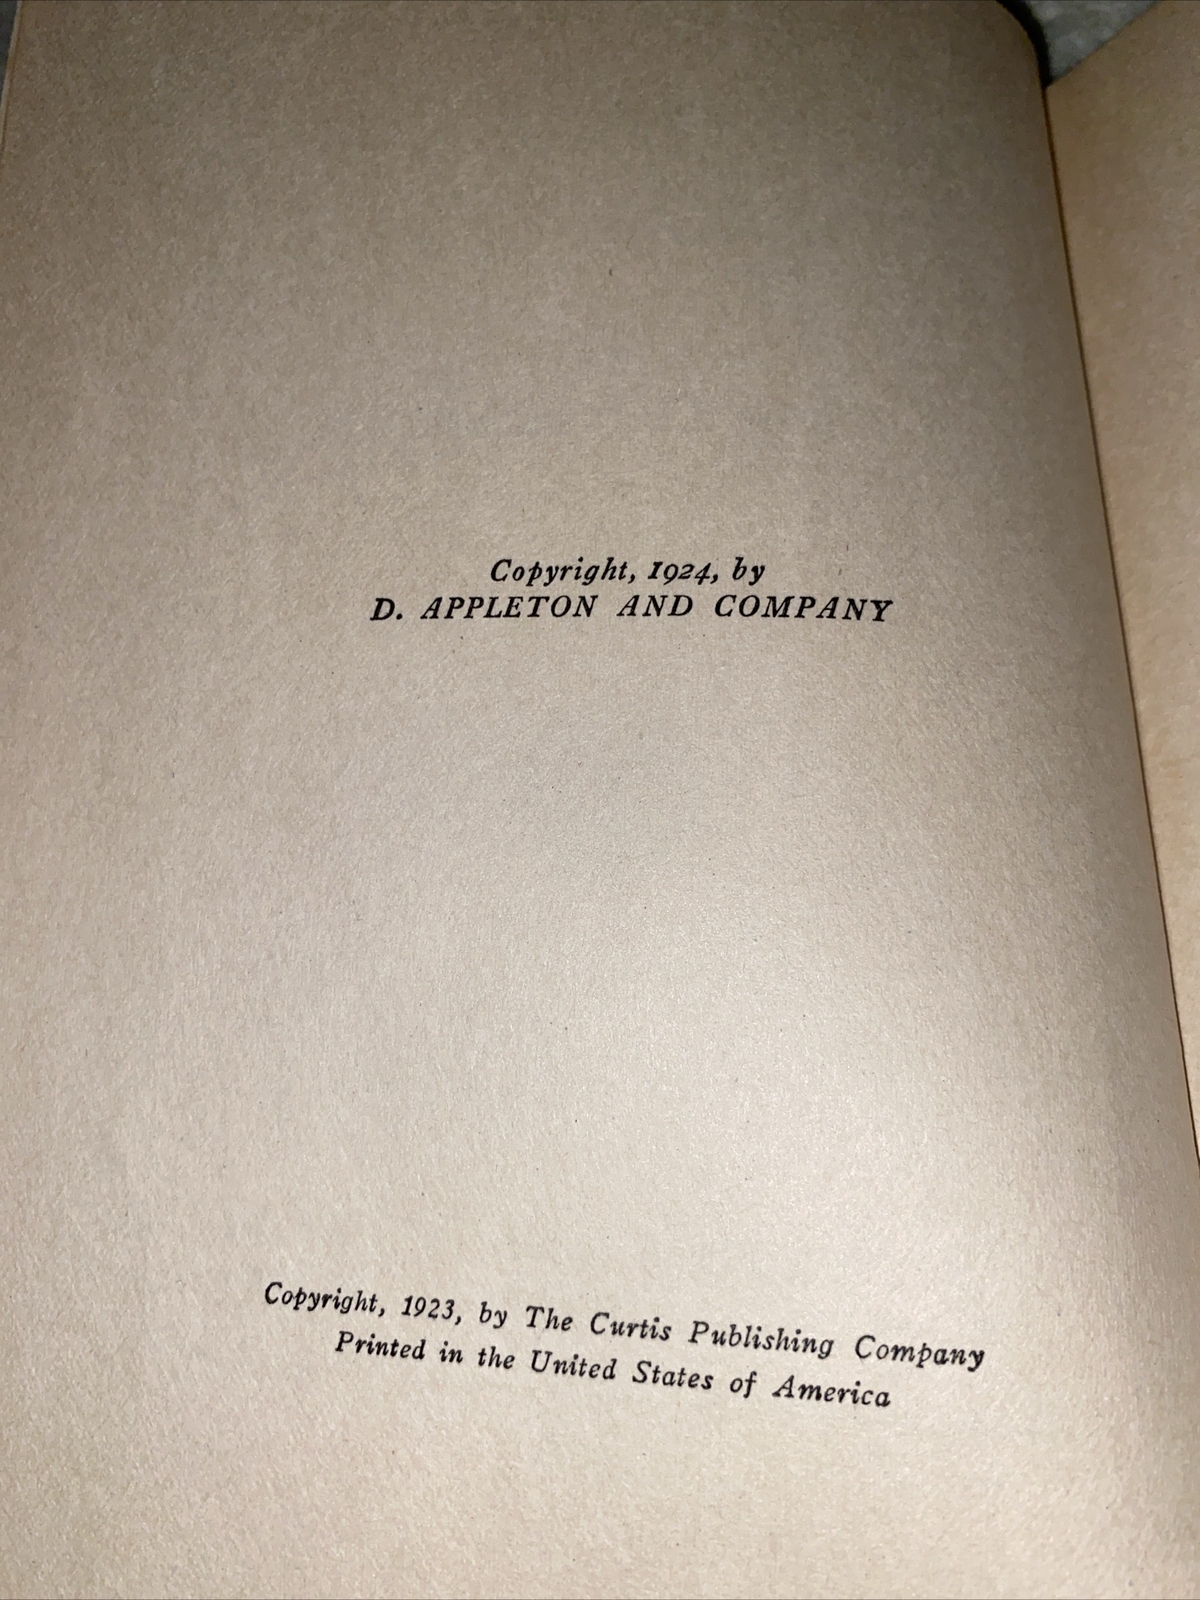 Copyright, 1924, by
D. APPLETON AND COMPANY
Copyright, 1923, by The Curtis Publishing Company
Printed in the United States of America